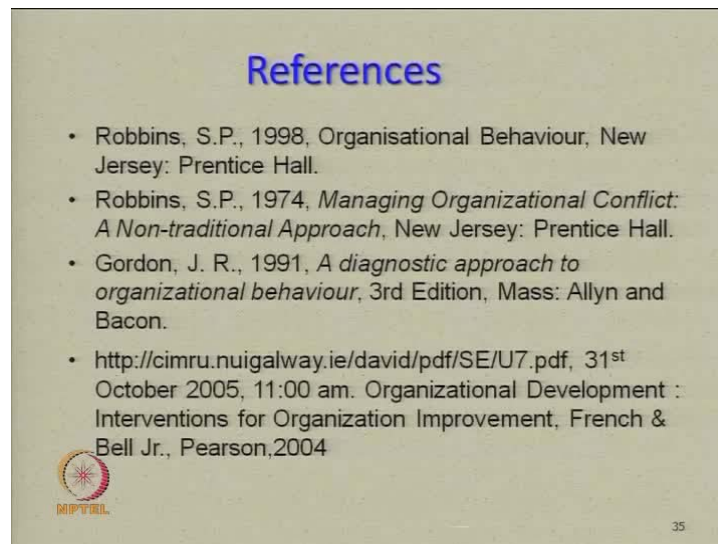 References
• Robbins, S.P., 1998, Organisational Behaviour, New
Jersey: Prentice Hall.
• Robbins, S.P., 1974, Managing Organizational Conflict:
A Non-traditional Approach, New Jersey: Prentice Hall.
• Gordon, J. R., 1991, A diagnostic approach to
organizational behaviour, 3rd Edition, Mass: Allyn and
Bacon.
• http://cimru.nuigalway.ie/david/pdf/SE/U7.pdf, 31st
October 2005, 11:00 am. Organizational Development :
Interventions for Organization Improvement, French &
Bell Jr., Pearson,2004
NPTEL
35